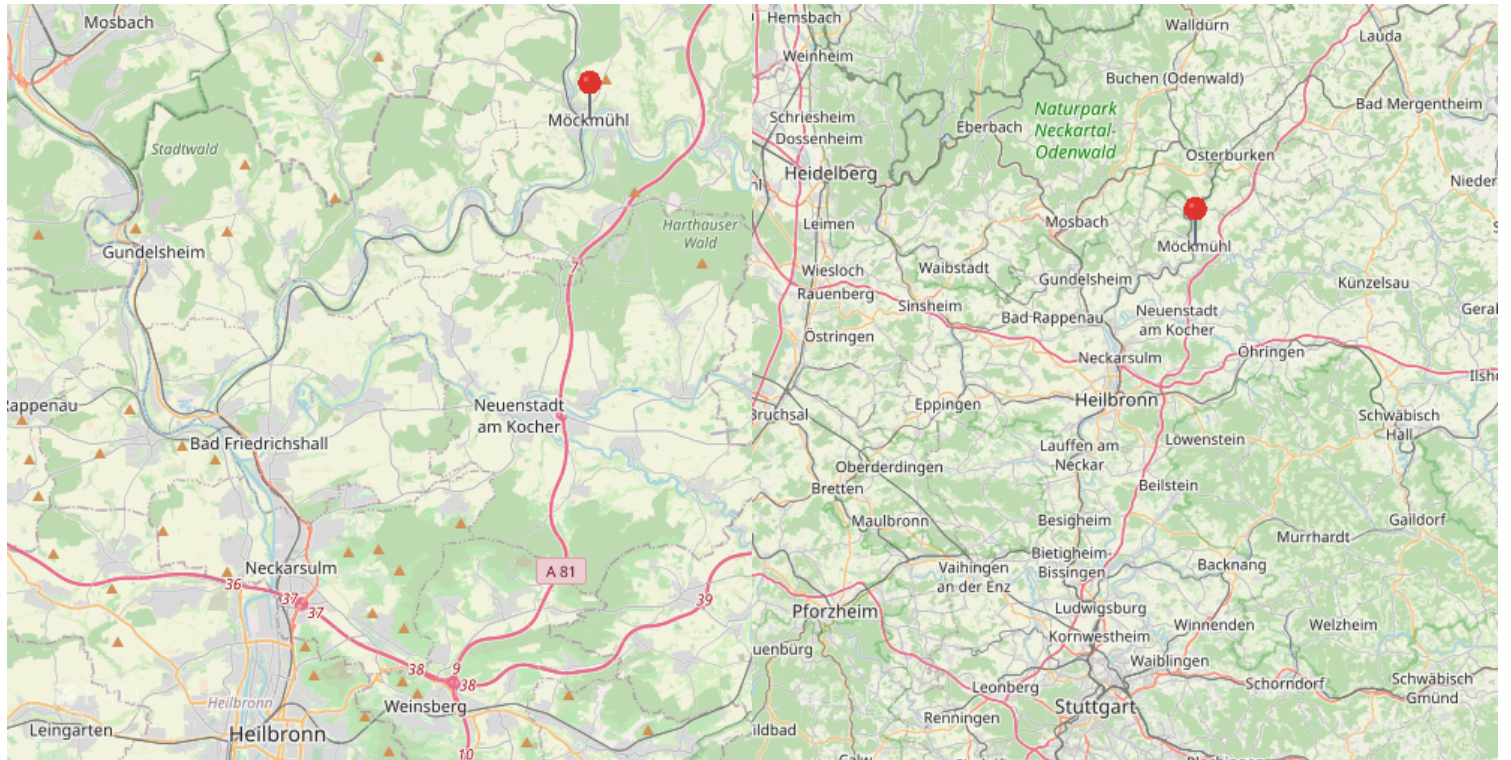 Mosbach
Möckmühl
Stadtwald
Harthauser
Wald
Gundelsheim
7
Neuenstadt
am Kocher
Bad Friedrichshall
A 81
Neckarsulm
36
37
37
39
38
9
38
Weinsberg
Heilbronn
Leingarten
Heilbronn
10
Hemsbach
Walldürn
Lauda
Weinheim
Buchen (Odenwald)
Bad Mergentheim
Naturpark
Neckartal-
Odenwald
Schriesheim
Eberbach
Dossenheim
Osterburken
Heidelberg
Mosbach
Leimen
Möckmühl
Wiesloch
Waibstadt
Gundelsheim
Künzelsau
Rauenberg
Sinsheim
Bad Rappenau
Neuenstadt
am Kocher
Östringen
Neckarsulm
Öhringen
Heilbronn
Eppingen
Schwäbisch
Hall
Lauffen am
Neckar
Löwenstein
Oberderdingen
Bretten
Beilstein
Maulbronn
Besigheim
Gaildorf
Murrhardt
Bietigheim-
Bissingen
Vaihingen
an der Enz
Backnang
Pforzheim
Ludwigsburg
Winnenden
Welzheim
Kornwestheim
Waiblingen
Leonberg
Schorndorf
Schwäbisch
Gmünd
Stuttgart
Renningen